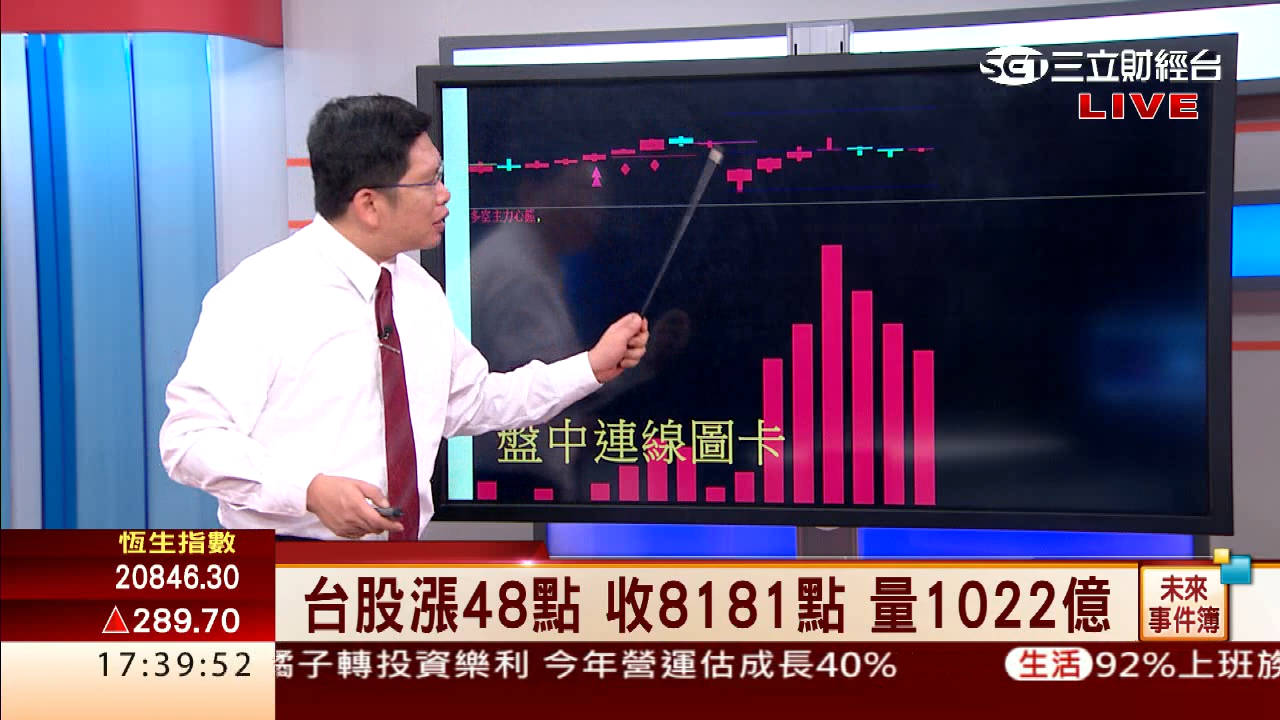 SET三立財經台
LIVE
多空主力心態,
盤中連線圖卡
恆生指數
20846.30
△289.70
17:39:52
台股漲48點 收8181點 量1022億
未來
事件簿
橘子轉投資樂利 今年營運估成長40%
生活 92%上班族